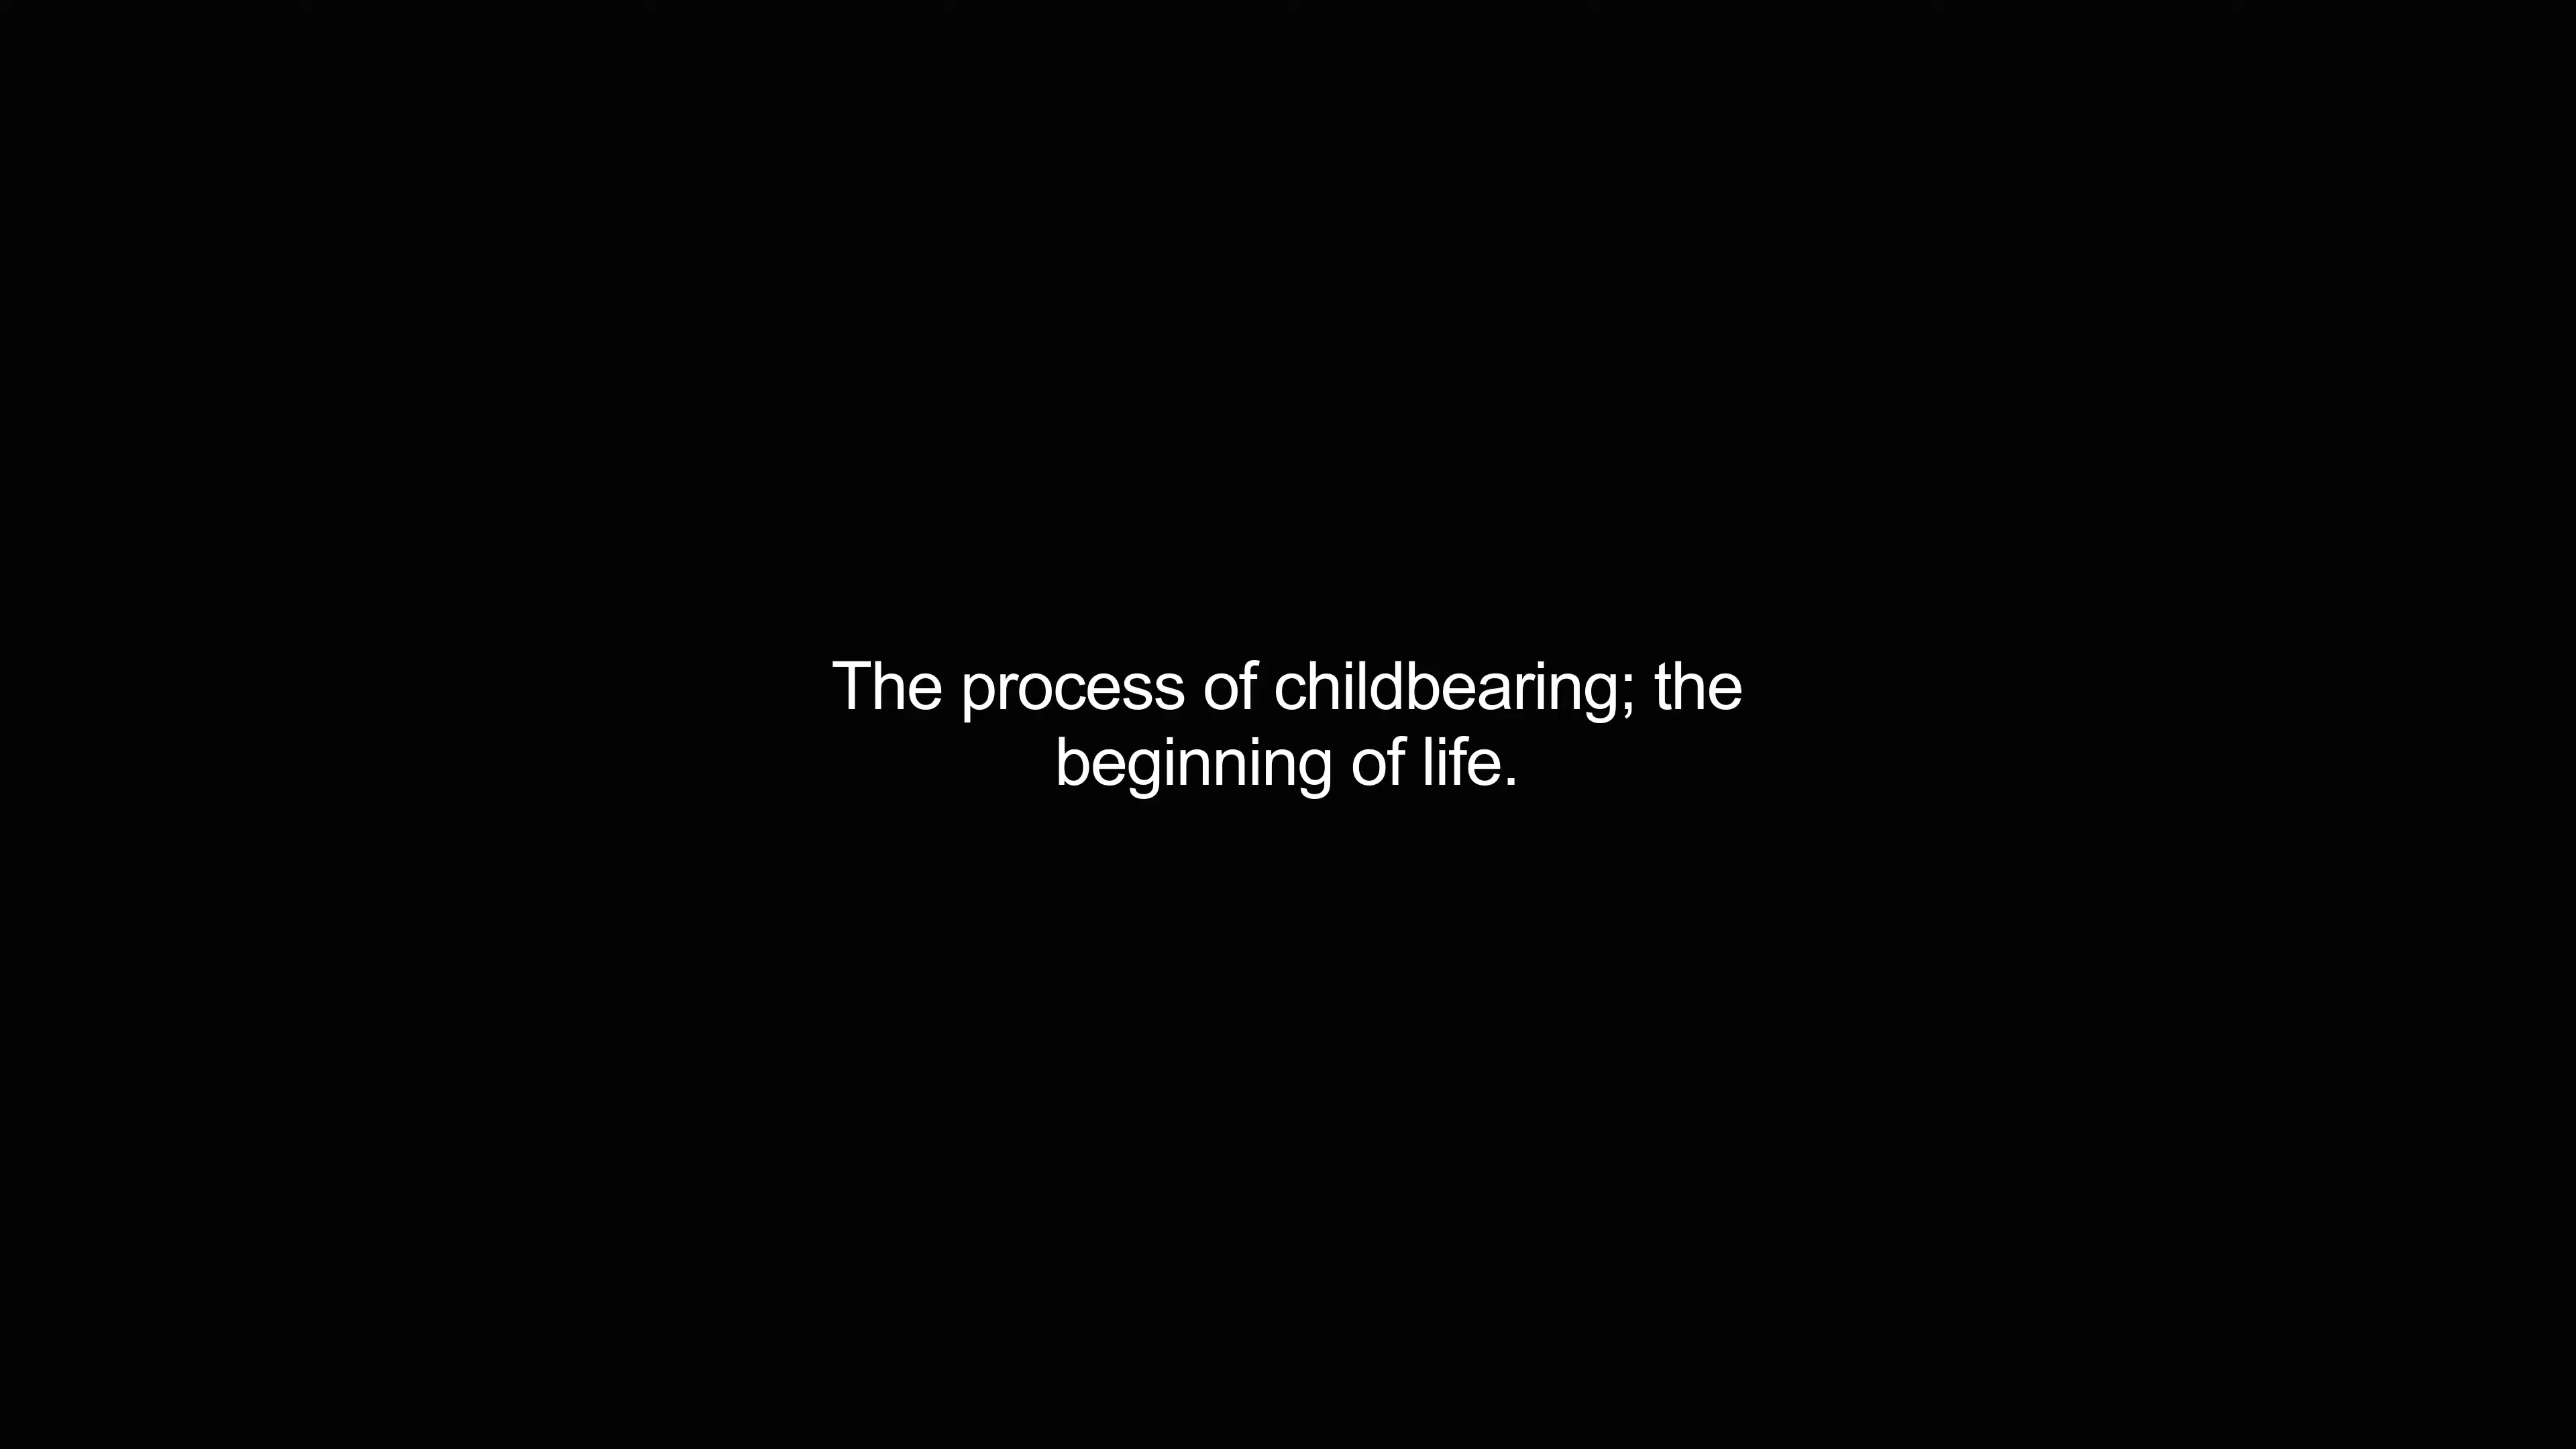 The process of childbearing; the
beginning of life.